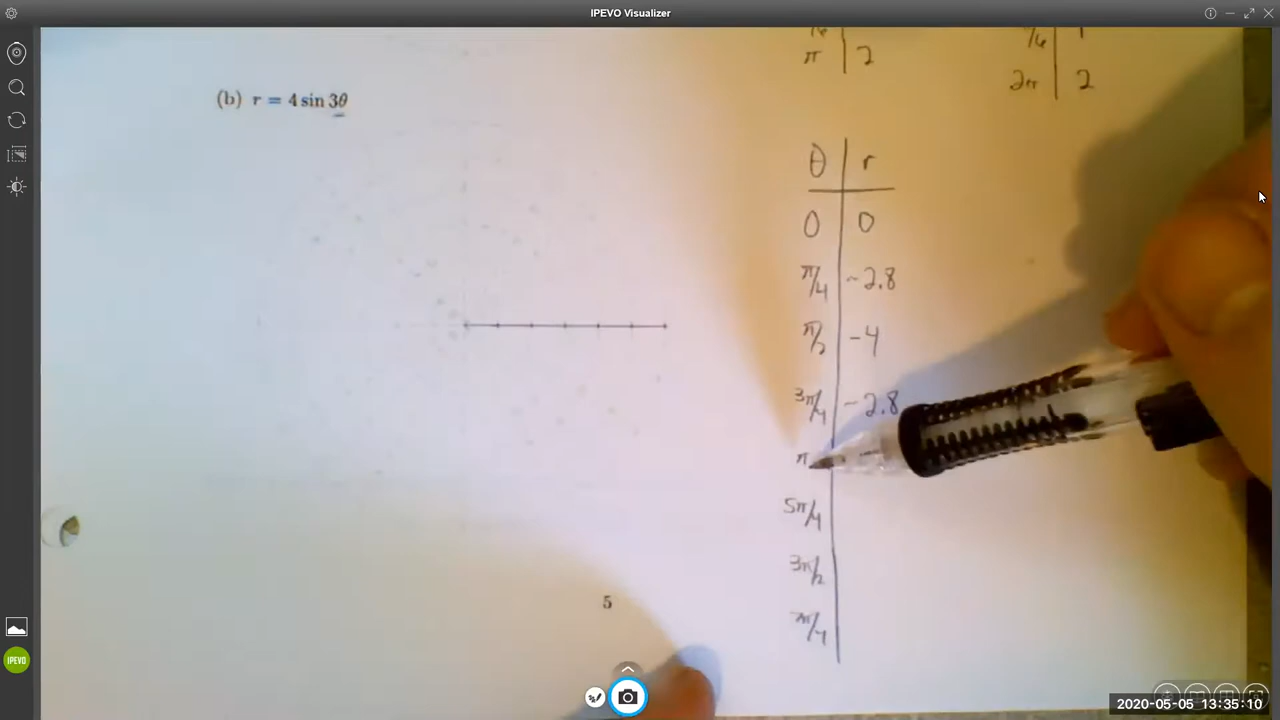 IPEVO Visualizer
π 2
2π 2
(b) r = 4 sin 3θ
θ r
0 0
π/4 -2.8
π/2 -4
3π/4 -2.8
π
5π/4
3π/2
7π/4
5
IPEVO
2020-05-05 13:35:10